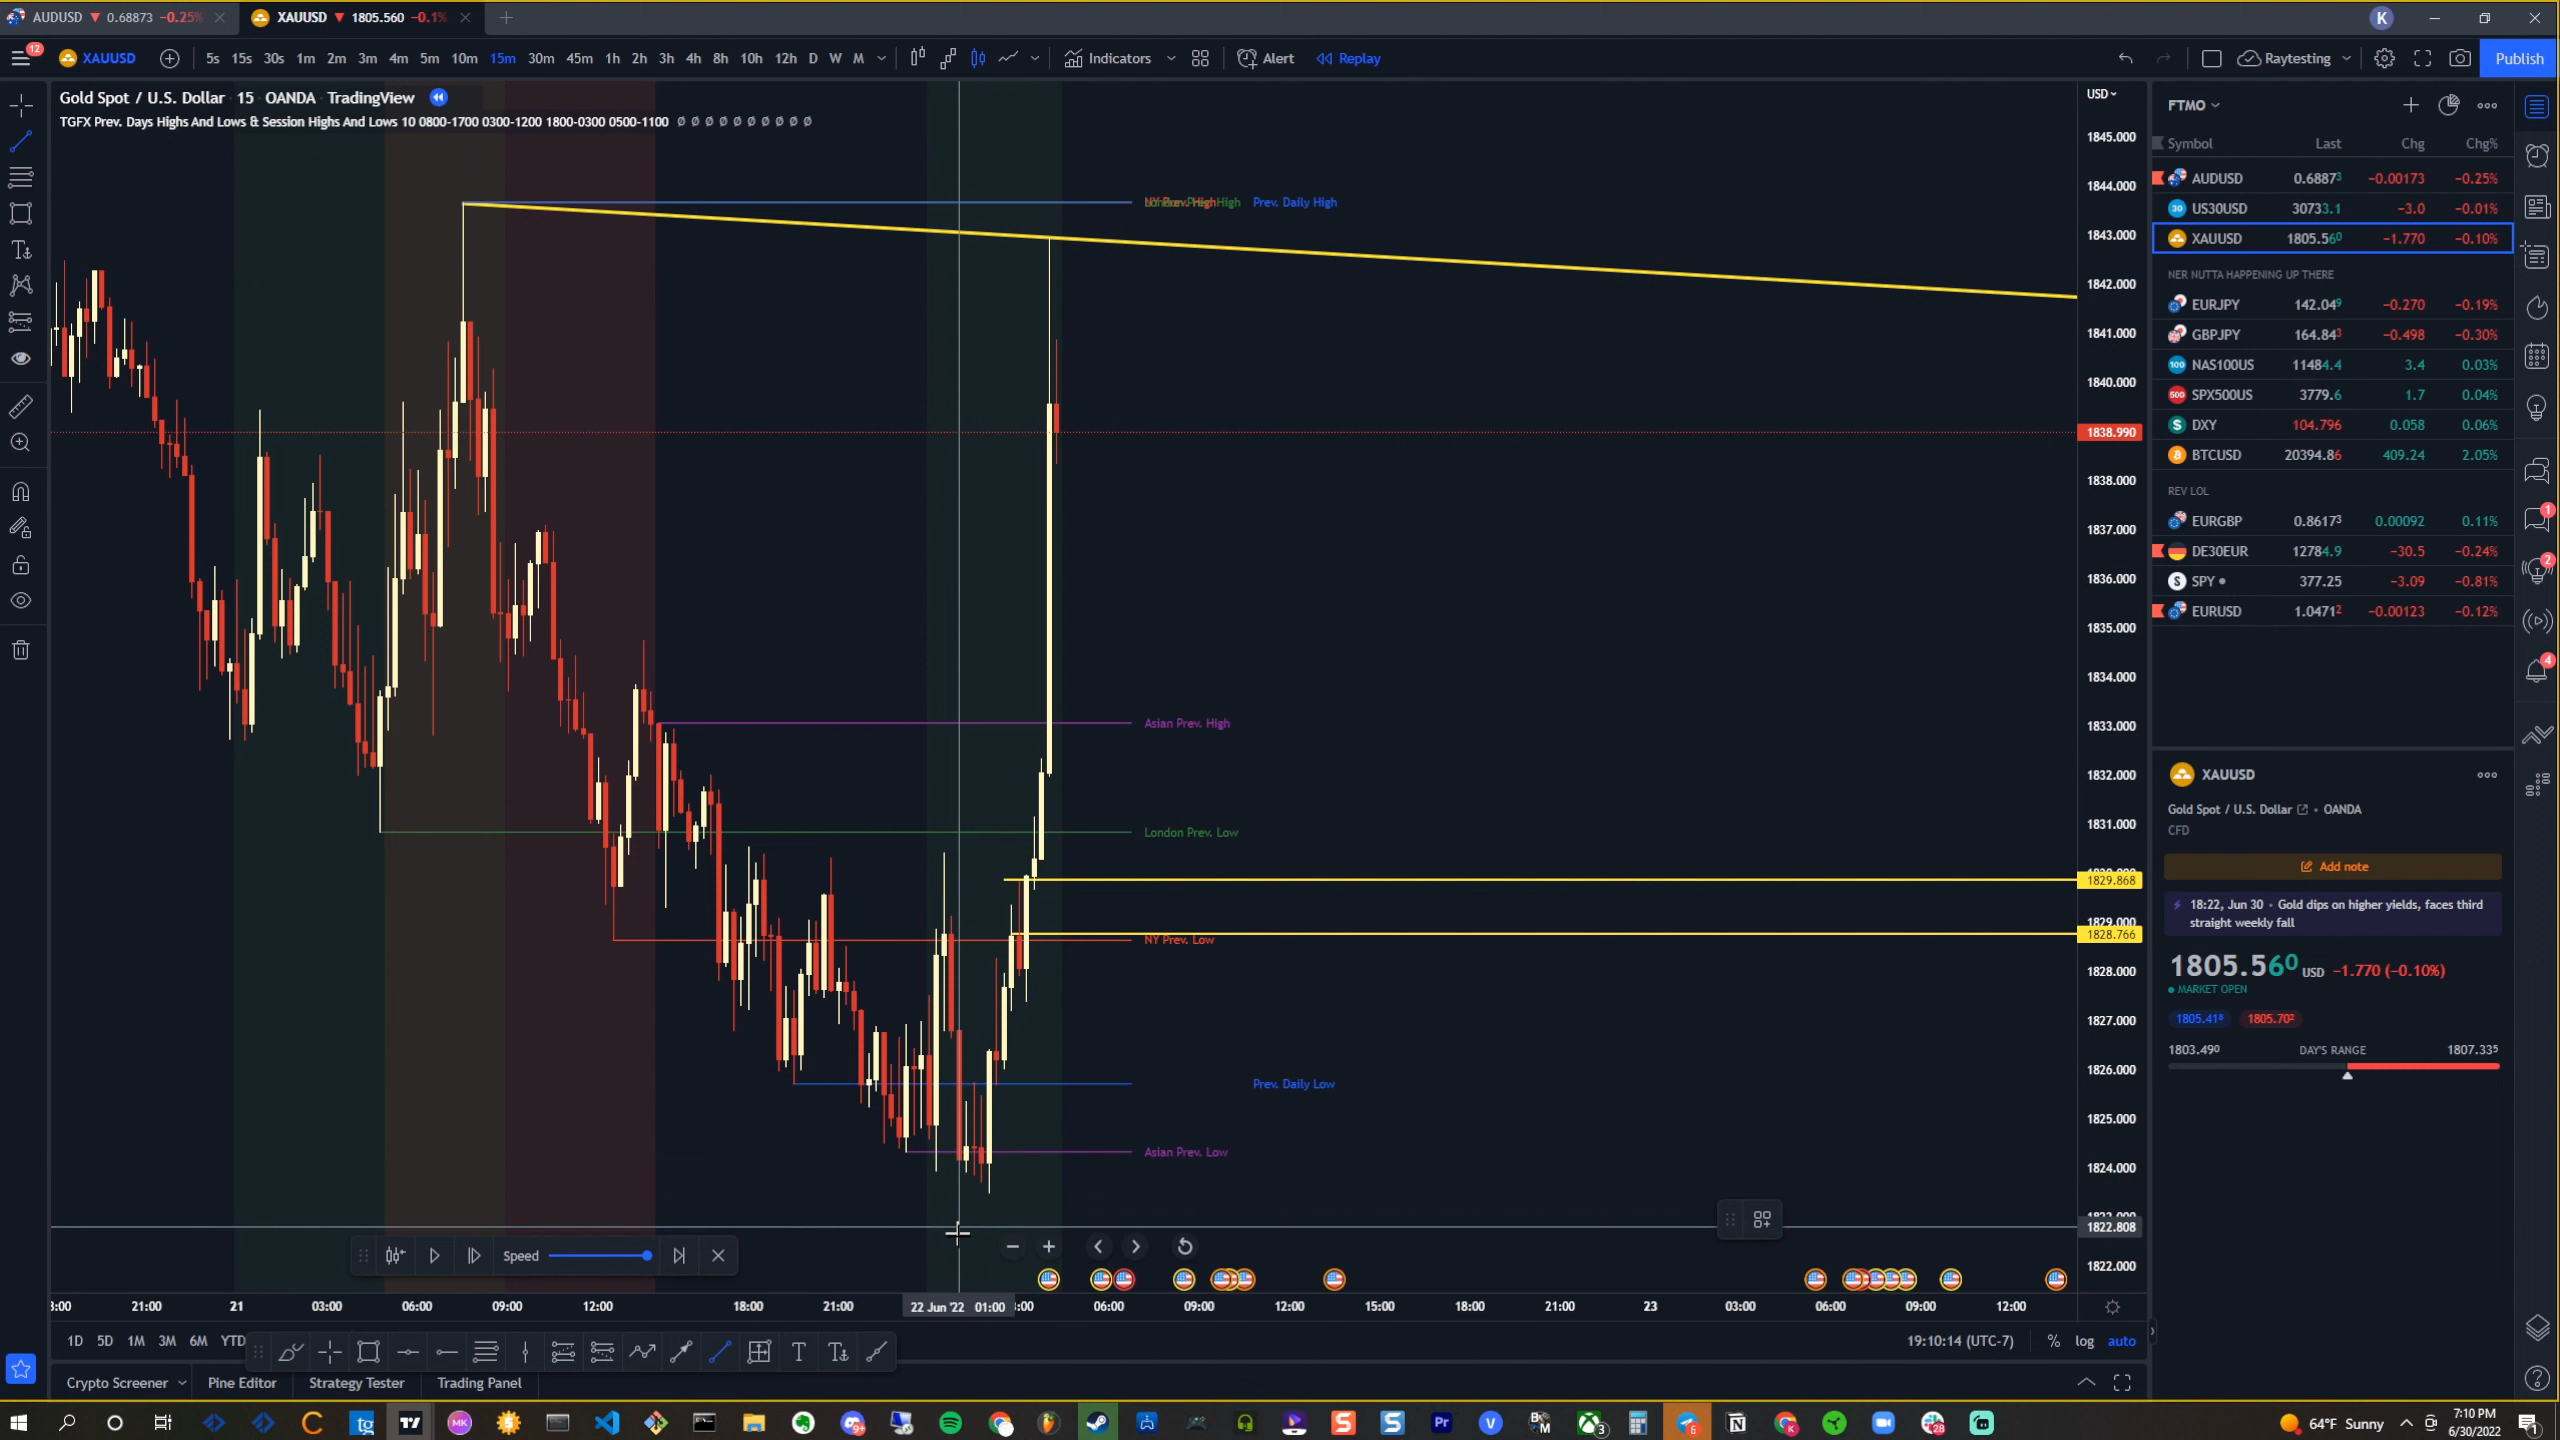 AUDUSD ▼ 0.68873 −0.25%
XAUUSD ▼ 1805.560 −0.1%
K
12
XAUUSD 5s 15s 30s 1m 2m 3m 4m 5m 10m 15m 30m 45m 1h 2h 3h 4h 8h 10h 12h D W M Indicators Alert Replay Raytesting Publish
Gold Spot / U.S. Dollar · 15 · OANDA · TradingView
TGFX Prev. Days Highs And Lows & Session Highs And Lows 10 0800-1700 0300-1200 1800-0300 0500-1100 ∅ ∅ ∅ ∅ ∅ ∅ ∅ ∅ ∅ ∅
USD
1845.000
1844.000
1843.000
1842.000
1841.000
1840.000
1838.990
1838.000
1837.000
1836.000
1835.000
1834.000
1833.000
1832.000
1831.000
1829.868
1829.000
1828.766
1828.000
1827.000
1826.000
1825.000
1824.000
1822.808
1822.000
NY Prev. High
Prev. Daily High
Asian Prev. High
London Prev. Low
NY Prev. Low
Prev. Daily Low
Asian Prev. Low
Speed
21:00 21 03:00 06:00 09:00 12:00 18:00 21:00 22 Jun '22 01:00 06:00 09:00 12:00 15:00 18:00 21:00 23 03:00 06:00 09:00 12:00
1D 5D 1M 3M 6M YTD
19:10:14 (UTC-7) % log auto
Crypto Screener Pine Editor Strategy Tester Trading Panel
FTMO
Symbol Last Chg Chg%
AUDUSD 0.68873 −0.00173 −0.25%
US30USD 30733.1 −3.0 −0.01%
XAUUSD 1805.560 −1.770 −0.10%
NER NUTTA HAPPENING UP THERE
EURJPY 142.049 −0.270 −0.19%
GBPJPY 164.843 −0.498 −0.30%
NAS100US 11484.4 3.4 0.03%
SPX500US 3779.6 1.7 0.04%
DXY 104.796 0.058 0.06%
BTCUSD 20394.86 409.24 2.05%
REV LOL
EURGBP 0.86173 0.00092 0.11%
DE30EUR 12784.9 −30.5 −0.24%
SPY 377.25 −3.09 −0.81%
EURUSD 1.04712 −0.00123 −0.12%
1
2
4
XAUUSD
Gold Spot / U.S. Dollar • OANDA
CFD
Add note
18:22, Jun 30 • Gold dips on higher yields, faces third
straight weekly fall
1805.560 USD −1.770 (−0.10%)
MARKET OPEN
1805.418 1805.702
1803.490 DAY'S RANGE 1807.335
64°F Sunny
7:10 PM
6/30/2022